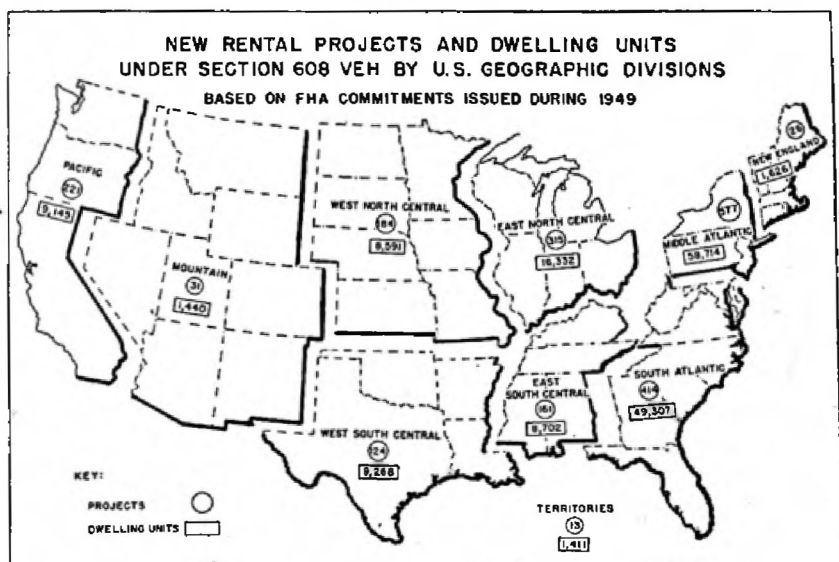 NEW RENTAL PROJECTS AND DWELLING UNITS
UNDER SECTION 608 VEH BY U.S. GEOGRAPHIC DIVISIONS
BASED ON FHA COMMITMENTS ISSUED DURING 1949
PACIFIC
221
9,145
MOUNTAIN
31
1,440
WEST NORTH CENTRAL
184
8,591
EAST NORTH CENTRAL
315
16,332
NEW ENGLAND
26
1,626
577
MIDDLE ATLANTIC
58,714
SOUTH ATLANTIC
414
49,307
EAST
SOUTH CENTRAL
161
8,702
WEST SOUTH CENTRAL
124
9,268
TERRITORIES
13
1,411
KEY:
PROJECTS
DWELLING UNITS